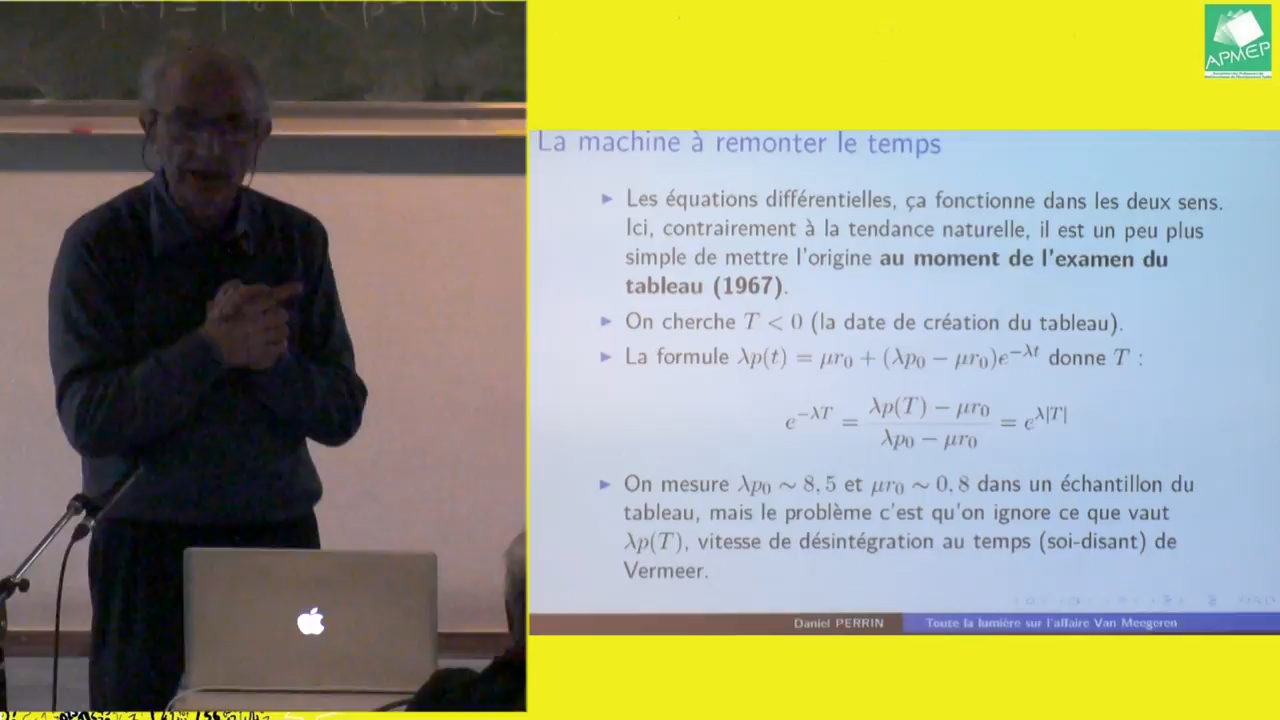 APMEP
La machine à remonter le temps
▶ Les équations différentielles, ça fonctionne dans les deux sens.
Ici, contrairement à la tendance naturelle, il est un peu plus
simple de mettre l'origine au moment de l'examen du
tableau (1967).
▶ On cherche T < 0 (la date de création du tableau).
▶ La formule λp(t) = μr₀ + (λp₀ − μr₀)e^{−λt} donne T :
e^{−λT} = \frac{λp(T) − μr₀}{λp₀ − μr₀} = e^{λ|T|}
▶ On mesure λp₀ ∼ 8, 5 et μr₀ ∼ 0, 8 dans un échantillon du
tableau, mais le problème c'est qu'on ignore ce que vaut
λp(T), vitesse de désintégration au temps (soi-disant) de
Vermeer.
Daniel PERRIN Toute la lumière sur l'affaire Van Meegeren